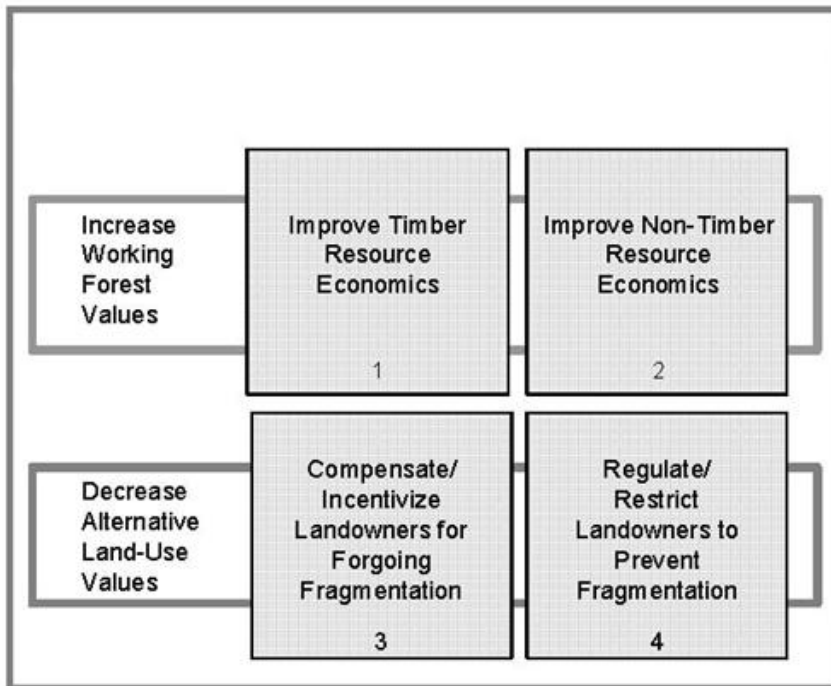 Increase
Working
Forest
Values
Improve Timber
Resource
Economics
1
Improve Non-Timber
Resource
Economics
2
Decrease
Alternative
Land-Use
Values
Compensate/
Incentivize
Landowners for
Forgoing
Fragmentation
3
Regulate/
Restrict
Landowners to
Prevent
Fragmentation
4